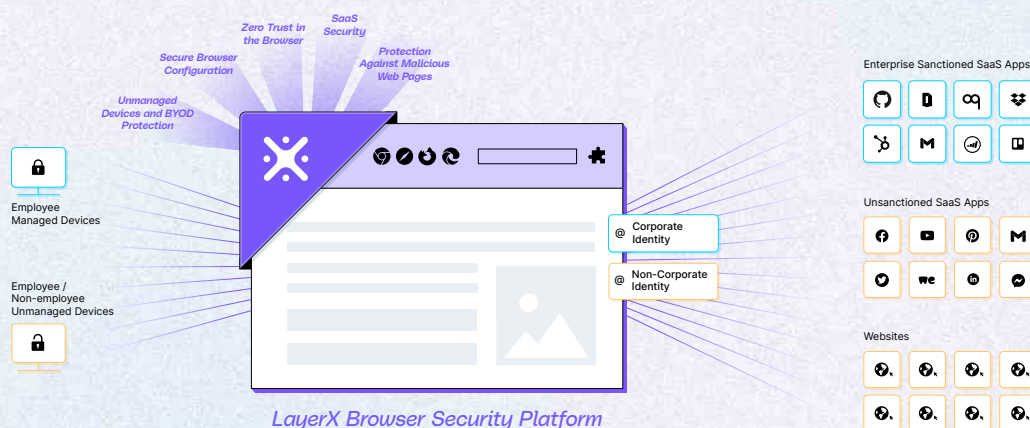 SaaS
Security
Zero Trust in
the Browser
Protection
Against Malicious
Web Pages
Secure Browser
Configuration
Unmanaged
Devices and BYOD
Protection
Employee
Managed Devices
Employee /
Non-employee
Unmanaged Devices
@ Corporate
Identity
@ Non-Corporate
Identity
LayerX Browser Security Platform
Enterprise Sanctioned SaaS Apps
Unsanctioned SaaS Apps
we
in
Websites